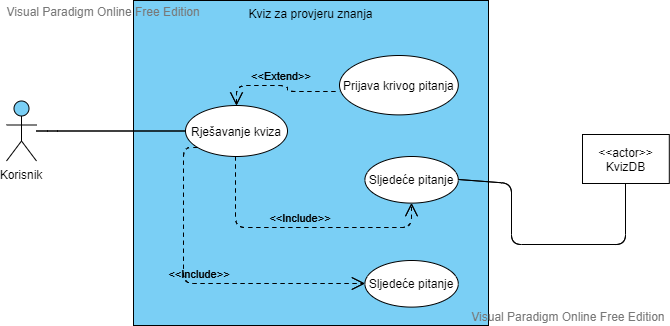 Visual Paradigm Online Free Edition
Kviz za provjeru znanja
<<Extend>>
Prijava krivog pitanja
Rješavanje kviza
Korisnik
<<actor>>
KvizDB
Sljedeće pitanje
<<Include>>
<<Include>>
Sljedeće pitanje
Visual Paradigm Online Free Edition